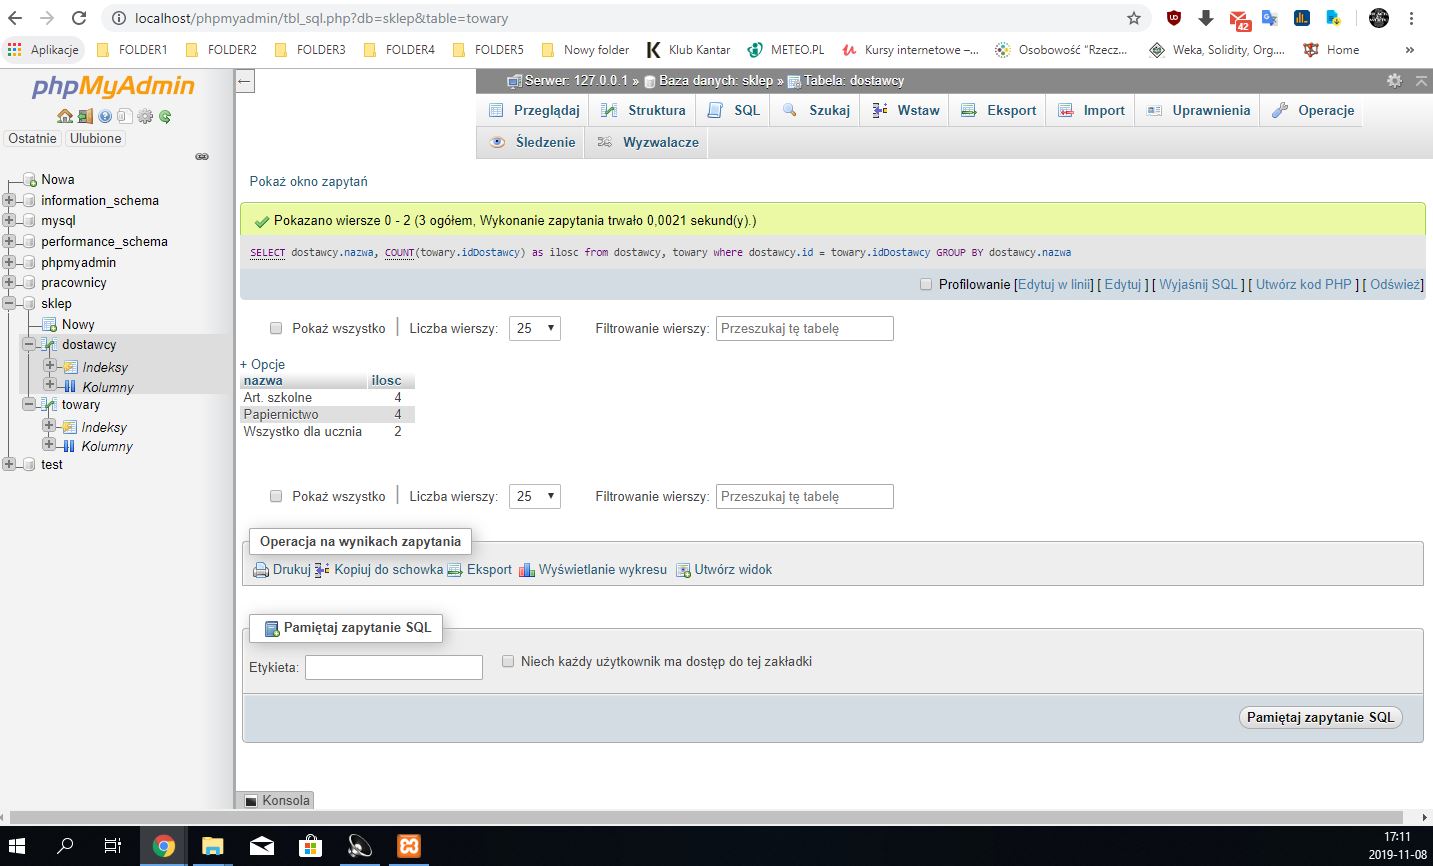 localhost/phpmyadmin/tbl_sql.php?db=sklep&table=towary
42
Aplikacje FOLDER1 FOLDER2 FOLDER3 FOLDER4 FOLDER5 Nowy folder Klub Kantar METEO.PL Kursy internetowe –... Osobowość "Rzecz... Weka, Solidity, Org.... Home »
phpMyAdmin
Ostatnie Ulubione
Nowa
information_schema
mysql
performance_schema
phpmyadmin
pracownicy
sklep
Nowy
dostawcy
Indeksy
Kolumny
towary
Indeksy
Kolumny
test
Serwer: 127.0.0.1 » Baza danych: sklep » Tabela: dostawcy
Przeglądaj Struktura SQL Szukaj Wstaw Eksport Import Uprawnienia Operacje
Śledzenie Wyzwalacze
Pokaż okno zapytań
Pokazano wiersze 0 - 2 (3 ogółem, Wykonanie zapytania trwało 0,0021 sekund(y).)
SELECT dostawcy.nazwa, COUNT(towary.idDostawcy) as ilosc from dostawcy, towary where dostawcy.id = towary.idDostawcy GROUP BY dostawcy.nazwa
Profilowanie [Edytuj w linii] [ Edytuj ] [ Wyjaśnij SQL ] [ Utwórz kod PHP ] [ Odśwież]
Pokaż wszystko | Liczba wierszy: 25 Filtrowanie wierszy: Przeszukaj tę tabelę
+ Opcje
nazwa ilosc
Art. szkolne 4
Papiernictwo 4
Wszystko dla ucznia 2
Pokaż wszystko | Liczba wierszy: 25 Filtrowanie wierszy: Przeszukaj tę tabelę
Operacja na wynikach zapytania
Drukuj Kopiuj do schowka Eksport Wyświetlanie wykresu Utwórz widok
Pamiętaj zapytanie SQL
Etykieta: Niech każdy użytkownik ma dostęp do tej zakładki
Pamiętaj zapytanie SQL
Konsola
17:11
2019-11-08